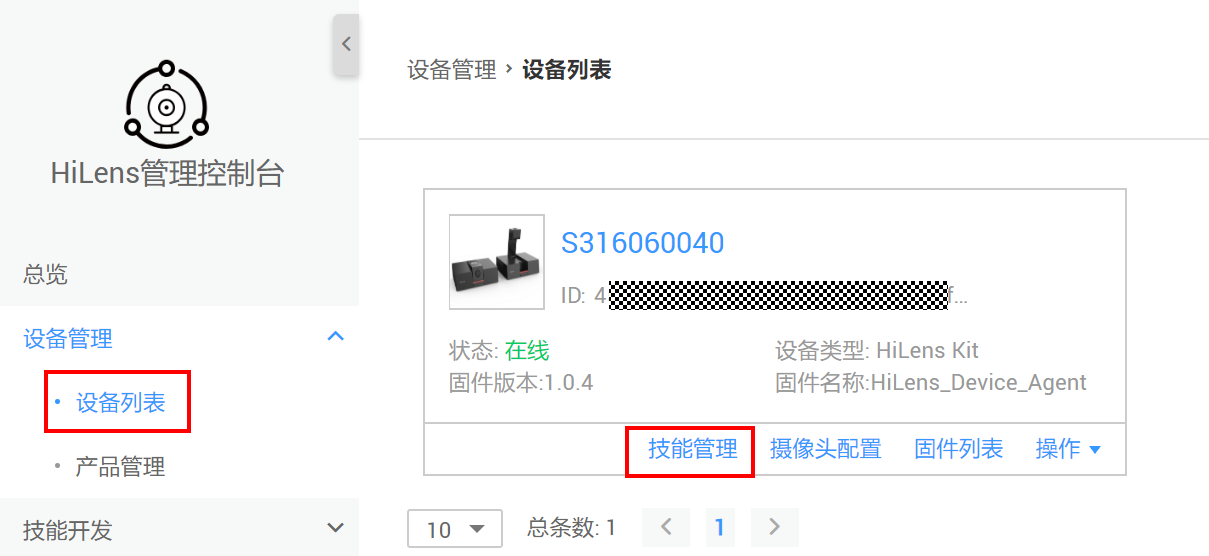 HiLens管理控制台
总览
设备管理
设备列表
产品管理
技能开发
设备管理 › 设备列表
S316060040
ID: 4
状态: 在线
设备类型: HiLens Kit
固件版本:1.0.4
固件名称:HiLens_Device_Agent
技能管理 摄像头配置 固件列表 操作
10 总条数: 1 1